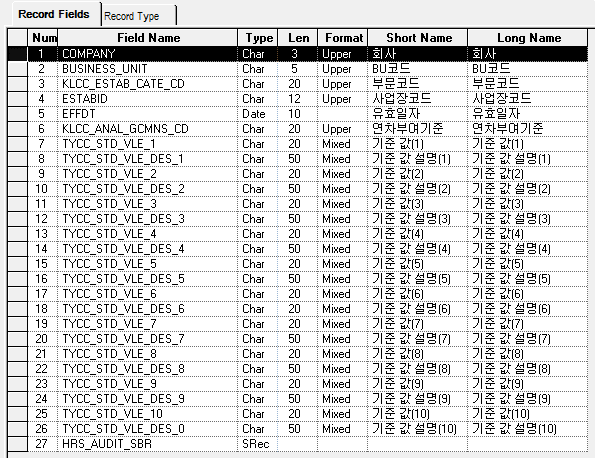 Record Fields Record Type
Num Field Name Type Len Format Short Name Long Name
1 COMPANY Char 3 Upper 회사 회사
2 BUSINESS_UNIT Char 5 Upper BU코드 BU코드
3 KLCC_ESTAB_CATE_CD Char 20 Upper 부문코드 부문코드
4 ESTABID Char 12 Upper 사업장코드 사업장코드
5 EFFDT Date 10 유효일자 유효일자
6 KLCC_ANAL_GCMNS_CD Char 20 Upper 연차부여기준 연차부여기준
7 TYCC_STD_VLE_1 Char 20 Mixed 기준 값(1) 기준 값(1)
8 TYCC_STD_VLE_DES_1 Char 50 Mixed 기준 값 설명(1) 기준 값 설명(1)
9 TYCC_STD_VLE_2 Char 20 Mixed 기준 값(2) 기준 값(2)
10 TYCC_STD_VLE_DES_2 Char 50 Mixed 기준 값 설명(2) 기준 값 설명(2)
11 TYCC_STD_VLE_3 Char 20 Mixed 기준 값(3) 기준 값(3)
12 TYCC_STD_VLE_DES_3 Char 50 Mixed 기준 값 설명(3) 기준 값 설명(3)
13 TYCC_STD_VLE_4 Char 20 Mixed 기준 값(4) 기준 값(4)
14 TYCC_STD_VLE_DES_4 Char 50 Mixed 기준 값 설명(4) 기준 값 설명(4)
15 TYCC_STD_VLE_5 Char 20 Mixed 기준 값(5) 기준 값(5)
16 TYCC_STD_VLE_DES_5 Char 50 Mixed 기준 값 설명(5) 기준 값 설명(5)
17 TYCC_STD_VLE_6 Char 20 Mixed 기준 값(6) 기준 값(6)
18 TYCC_STD_VLE_DES_6 Char 50 Mixed 기준 값 설명(6) 기준 값 설명(6)
19 TYCC_STD_VLE_7 Char 20 Mixed 기준 값(7) 기준 값(7)
20 TYCC_STD_VLE_DES_7 Char 50 Mixed 기준 값 설명(7) 기준 값 설명(7)
21 TYCC_STD_VLE_8 Char 20 Mixed 기준 값(8) 기준 값(8)
22 TYCC_STD_VLE_DES_8 Char 50 Mixed 기준 값 설명(8) 기준 값 설명(8)
23 TYCC_STD_VLE_9 Char 20 Mixed 기준 값(9) 기준 값(9)
24 TYCC_STD_VLE_DES_9 Char 50 Mixed 기준 값 설명(9) 기준 값 설명(9)
25 TYCC_STD_VLE_10 Char 20 Mixed 기준 값(10) 기준 값(10)
26 TYCC_STD_VLE_DES_0 Char 50 Mixed 기준 값 설명(10) 기준 값 설명(10)
27 HRS_AUDIT_SBR SRec